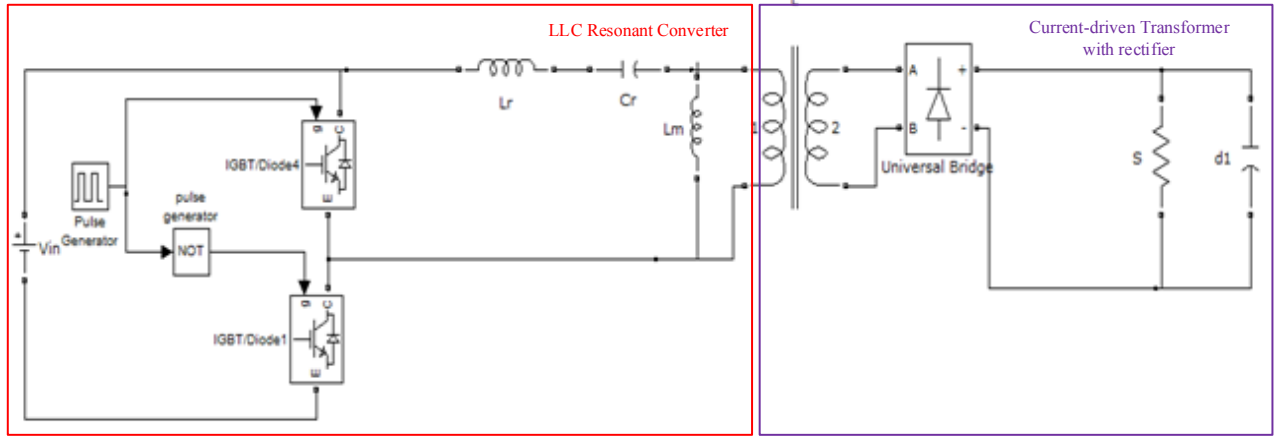 LLC Resonant Converter
Current-driven Transformer
with rectifier
Lr
Cr
Lm
1
2
A
B
+
-
Universal Bridge
S
d1
g
C
E
IGBT/Diode4
Pulse
Generator
pulse
generator
NOT
+
Vin
g
C
E
IGBT/Diode1